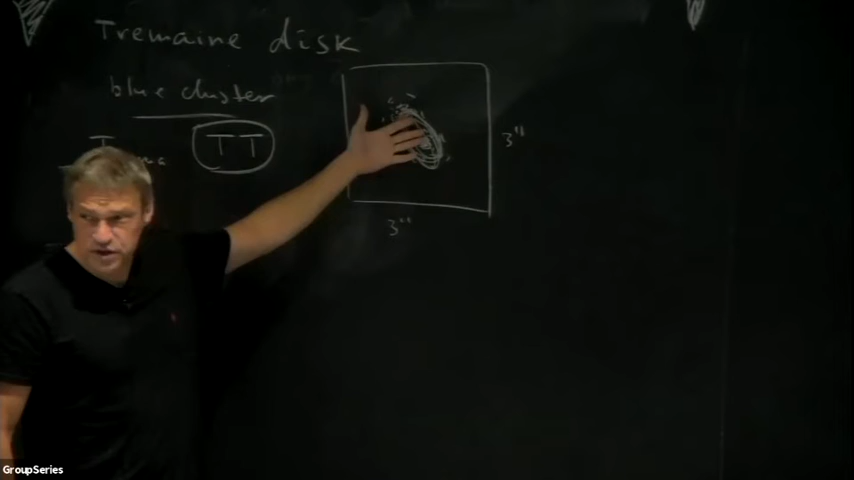 Tremaine disk
blue cluster
TT
3"
3"
GroupSeries